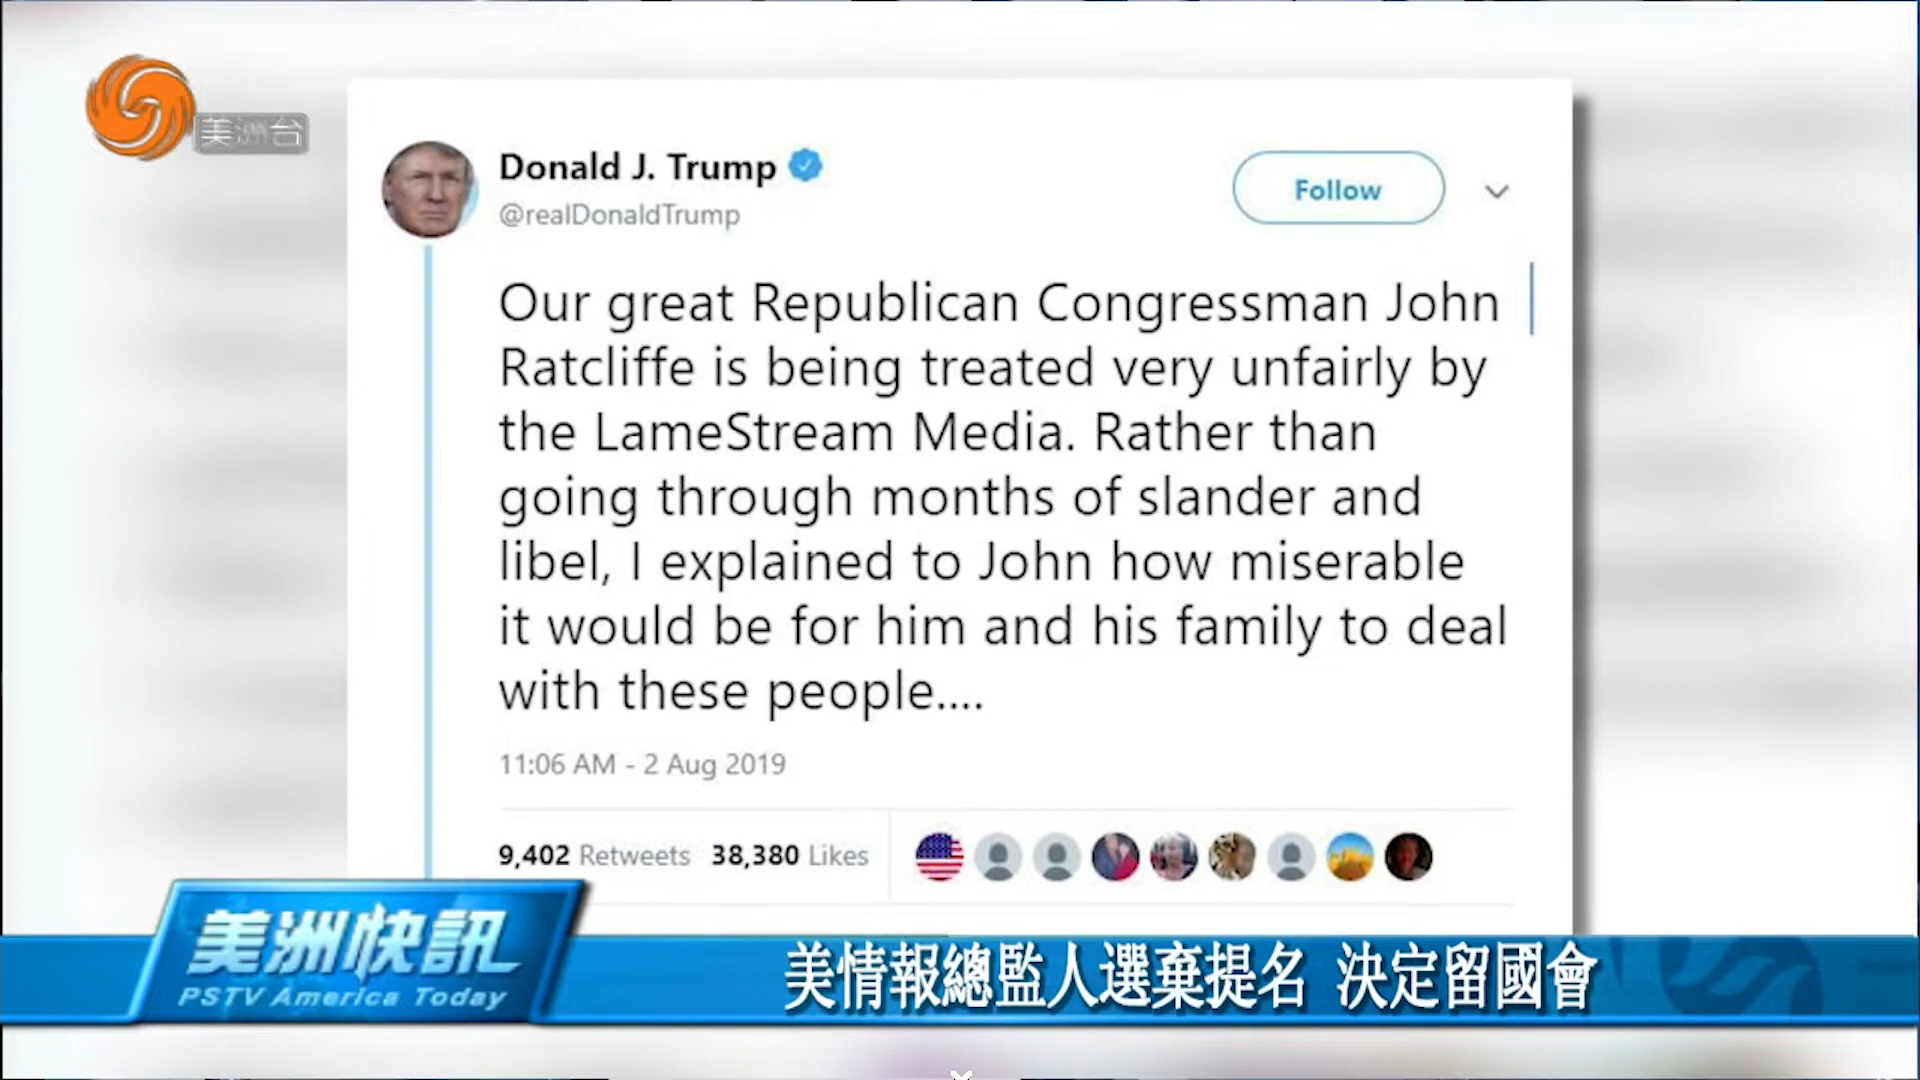 美洲台
Donald J. Trump
@realDonaldTrump
Follow
Our great Republican Congressman John
Ratcliffe is being treated very unfairly by
the LameStream Media. Rather than
going through months of slander and
libel, I explained to John how miserable
it would be for him and his family to deal
with these people....
11:06 AM - 2 Aug 2019
9,402 Retweets 38,380 Likes
美洲快訊
PSTV America Today
美情報總監人選棄提名 決定留國會